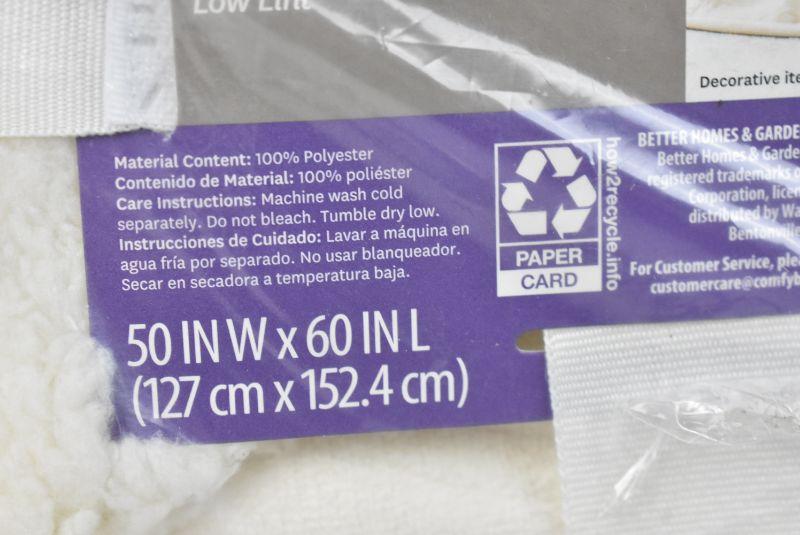 Low Lint
Decorative
Material Content: 100% Polyester
Contenido de Material: 100% poliéster
Care Instructions: Machine wash cold
separately. Do not bleach. Tumble dry low.
Instrucciones de Cuidado: Lavar a máquina en
agua fría por separado. No usar blanqueador.
Secar en secadora a temperatura baja.
50 IN W x 60 IN L
(127 cm x 152.4 cm)
PAPER
CARD
how2recycle.info
BETTER HOMES & GARDE
Better Homes & Garde
registered trademarks o
Corporation, licen
distributed by Wa
Bentonville
For Customer Service, plea
customercare@comfyb